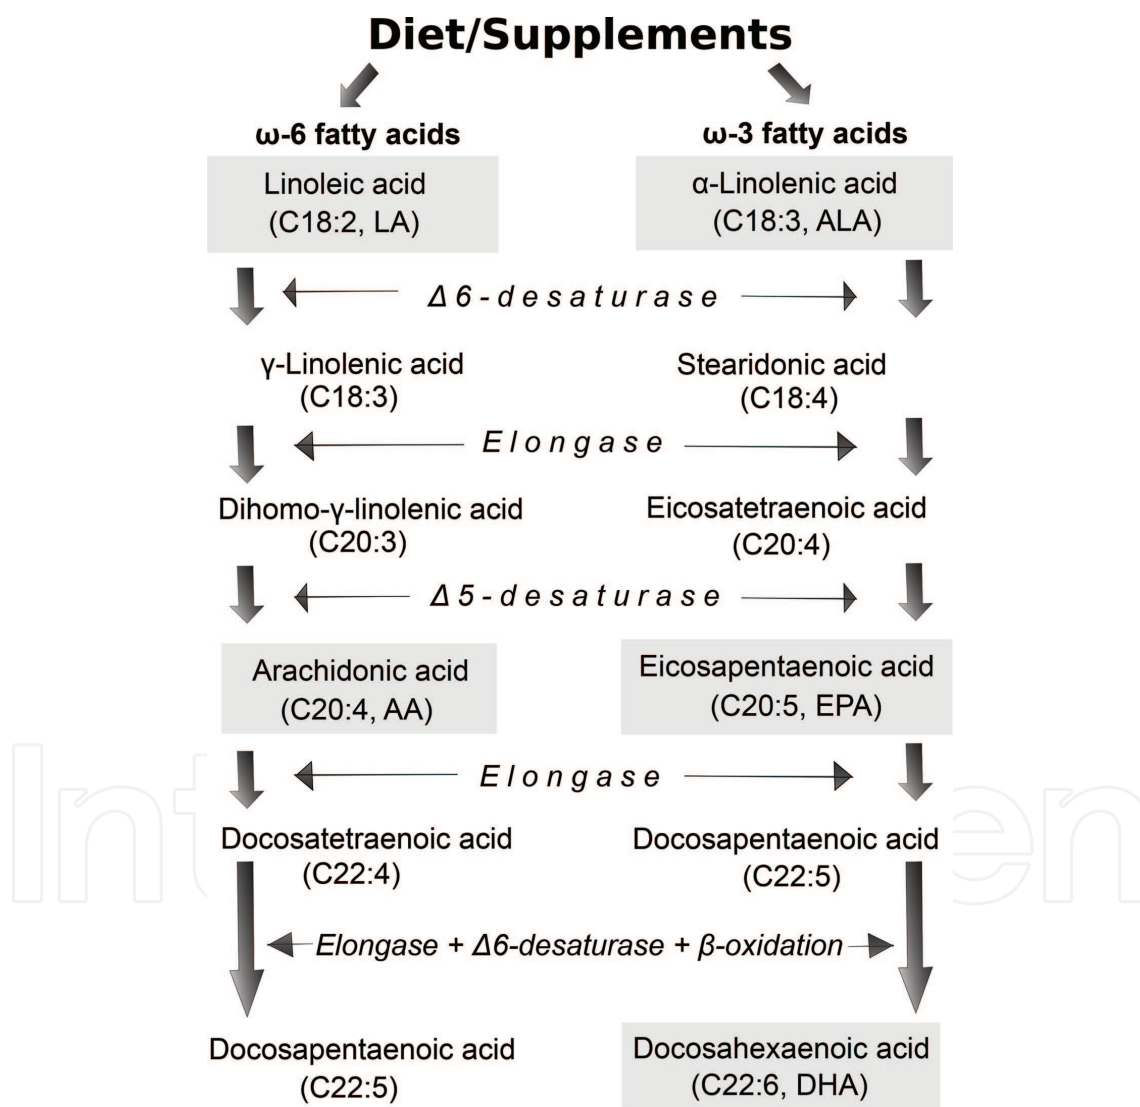 Diet/Supplements
ω-6 fatty acids
ω-3 fatty acids
Linoleic acid
(C18:2, LA)
α-Linolenic acid
(C18:3, ALA)
Δ6-desaturase
γ-Linolenic acid
(C18:3)
Stearidonic acid
(C18:4)
Elongase
Dihomo-γ-linolenic acid
(C20:3)
Eicosatetraenoic acid
(C20:4)
Δ5-desaturase
Arachidonic acid
(C20:4, AA)
Eicosapentaenoic acid
(C20:5, EPA)
Elongase
Docosatetraenoic acid
(C22:4)
Docosapentaenoic acid
(C22:5)
Elongase + Δ6-desaturase + β-oxidation
Docosapentaenoic acid
(C22:5)
Docosahexaenoic acid
(C22:6, DHA)